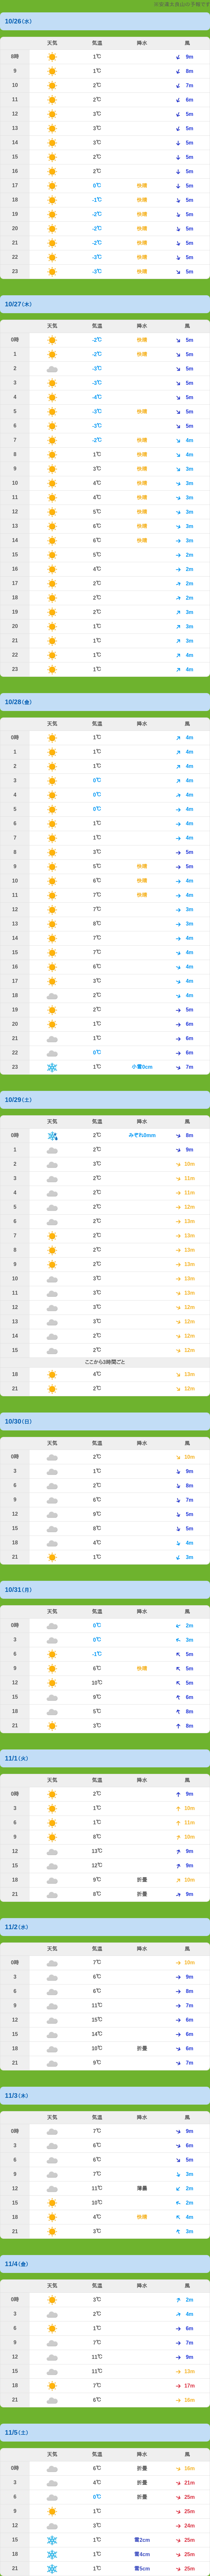 ※安達太良山の予報です
10/26(水)
天気 気温 降水 風
8時 1℃ 9m
9 1℃ 8m
10 2℃ 7m
11 2℃ 6m
12 3℃ 5m
13 3℃ 5m
14 3℃ 5m
15 2℃ 5m
16 2℃ 5m
17 0℃ 快晴 5m
18 -1℃ 快晴 5m
19 -2℃ 快晴 5m
20 -2℃ 快晴 5m
21 -2℃ 快晴 5m
22 -3℃ 快晴 5m
23 -3℃ 快晴 5m
10/27(木)
天気 気温 降水 風
0時 -2℃ 快晴 5m
1 -2℃ 快晴 5m
2 -3℃ 5m
3 -3℃ 5m
4 -4℃ 5m
5 -3℃ 快晴 5m
6 -3℃ 5m
7 -2℃ 快晴 4m
8 1℃ 快晴 4m
9 3℃ 快晴 3m
10 4℃ 快晴 3m
11 4℃ 快晴 3m
12 5℃ 快晴 3m
13 6℃ 快晴 3m
14 6℃ 快晴 3m
15 5℃ 2m
16 4℃ 2m
17 2℃ 2m
18 2℃ 2m
19 2℃ 3m
20 1℃ 3m
21 1℃ 3m
22 1℃ 4m
23 1℃ 4m
10/28(金)
天気 気温 降水 風
0時 1℃ 4m
1 1℃ 4m
2 1℃ 4m
3 0℃ 4m
4 0℃ 4m
5 0℃ 4m
6 1℃ 4m
7 1℃ 4m
8 3℃ 5m
9 5℃ 快晴 5m
10 6℃ 快晴 4m
11 7℃ 快晴 4m
12 7℃ 3m
13 8℃ 3m
14 7℃ 4m
15 7℃ 4m
16 6℃ 4m
17 3℃ 4m
18 2℃ 4m
19 2℃ 5m
20 1℃ 6m
21 1℃ 6m
22 0℃ 6m
23 1℃ 小雪0cm 7m
10/29(土)
天気 気温 降水 風
0時 2℃ みぞれ0mm 8m
1 2℃ 9m
2 3℃ 10m
3 2℃ 11m
4 2℃ 11m
5 2℃ 12m
6 2℃ 13m
7 2℃ 13m
8 2℃ 13m
9 2℃ 13m
10 3℃ 13m
11 3℃ 13m
12 3℃ 12m
13 3℃ 12m
14 2℃ 12m
15 2℃ 12m
ここから3時間ごと
18 4℃ 13m
21 2℃ 12m
10/30(日)
天気 気温 降水 風
0時 2℃ 10m
3 1℃ 9m
6 2℃ 8m
9 6℃ 7m
12 9℃ 5m
15 8℃ 5m
18 4℃ 4m
21 1℃ 3m
10/31(月)
天気 気温 降水 風
0時 0℃ 2m
3 0℃ 3m
6 -1℃ 5m
9 6℃ 快晴 5m
12 10℃ 5m
15 9℃ 6m
18 5℃ 8m
21 3℃ 8m
11/1(火)
天気 気温 降水 風
0時 2℃ 9m
3 1℃ 10m
6 1℃ 11m
9 8℃ 10m
12 13℃ 9m
15 12℃ 9m
18 9℃ 折曇 10m
21 8℃ 折曇 9m
11/2(水)
天気 気温 降水 風
0時 7℃ 10m
3 6℃ 9m
6 6℃ 8m
9 11℃ 7m
12 15℃ 6m
15 14℃ 6m
18 10℃ 折曇 6m
21 9℃ 7m
11/3(木)
天気 気温 降水 風
0時 7℃ 9m
3 6℃ 6m
6 6℃ 5m
9 7℃ 3m
12 11℃ 薄曇 2m
15 10℃ 2m
18 4℃ 快晴 4m
21 3℃ 3m
11/4(金)
天気 気温 降水 風
0時 3℃ 2m
3 2℃ 4m
6 1℃ 6m
9 7℃ 7m
12 11℃ 9m
15 11℃ 13m
18 7℃ 17m
21 6℃ 16m
11/5(土)
天気 気温 降水 風
0時 6℃ 折曇 16m
3 4℃ 折曇 21m
6 0℃ 折曇 25m
9 1℃ 25m
12 3℃ 24m
15 1℃ 雪2cm 25m
18 1℃ 雪4cm 25m
21 1℃ 雪5cm 25m